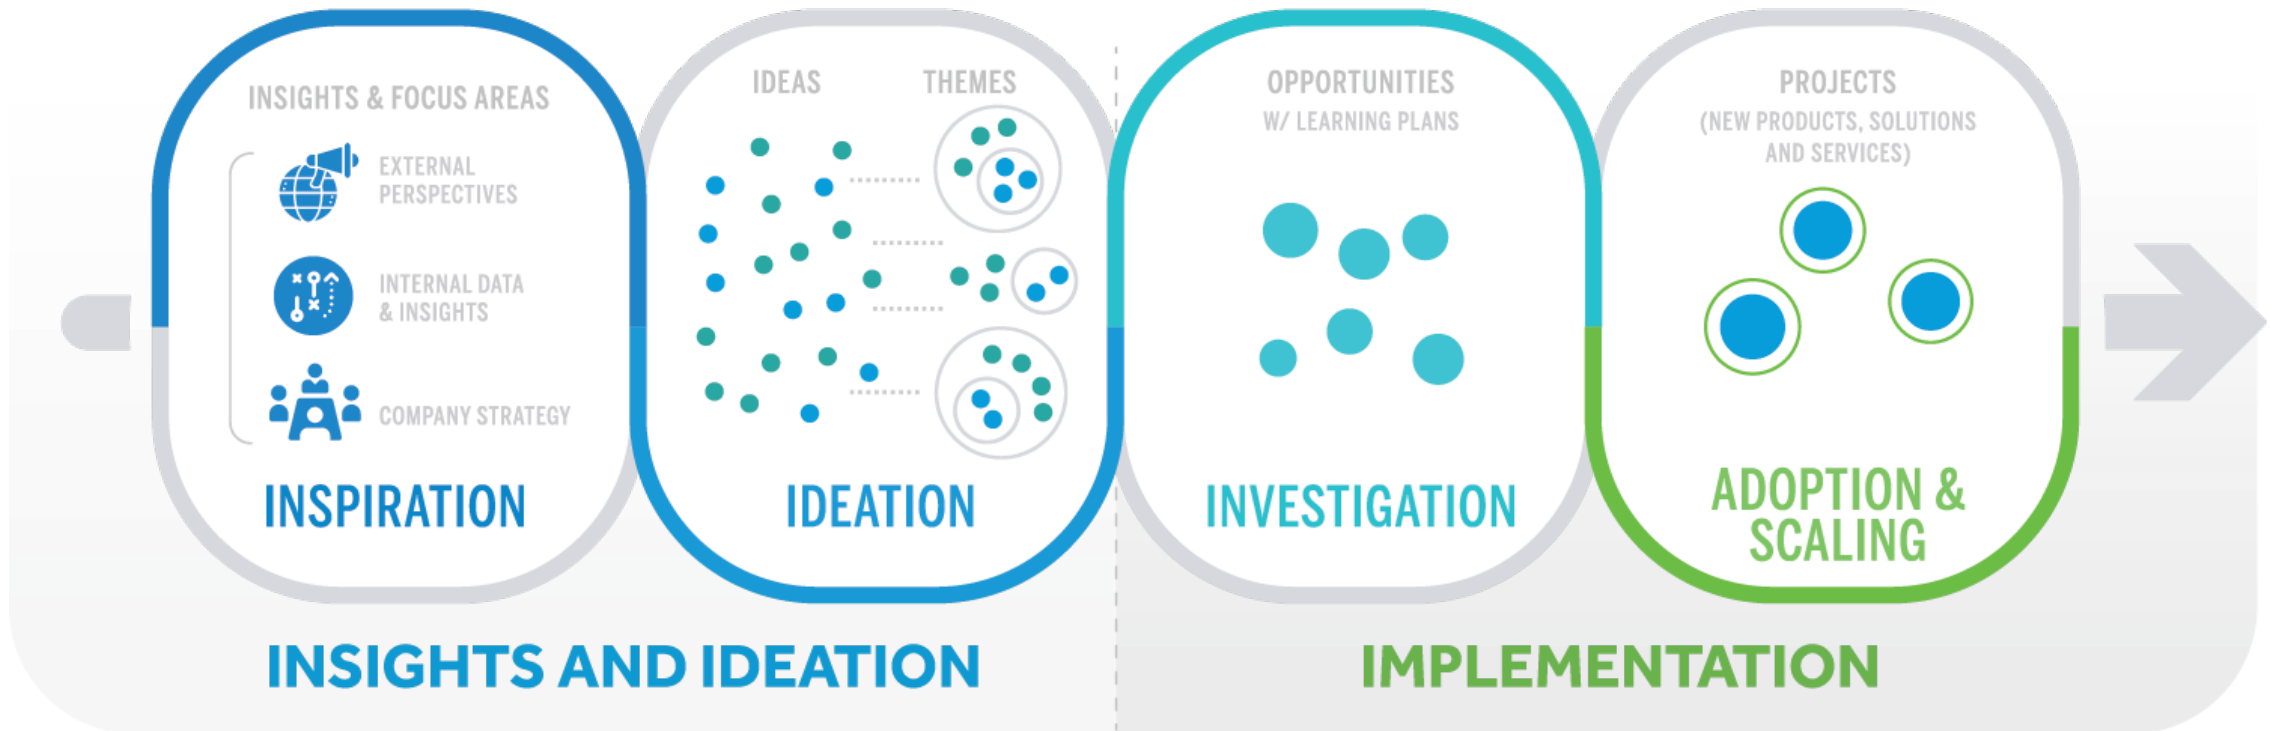 INSIGHTS & FOCUS AREAS
EXTERNAL
PERSPECTIVES
INTERNAL DATA
& INSIGHTS
COMPANY STRATEGY
INSPIRATION
IDEAS
THEMES
IDEATION
OPPORTUNITIES
W/ LEARNING PLANS
INVESTIGATION
PROJECTS
(NEW PRODUCTS, SOLUTIONS
AND SERVICES)
ADOPTION &
SCALING
INSIGHTS AND IDEATION
IMPLEMENTATION